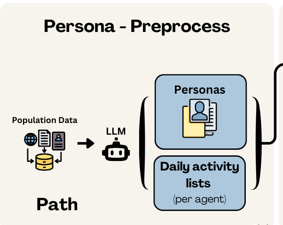 Persona - Preprocess
Population Data
LLM
Personas
Daily activity
lists
(per agent)
Path